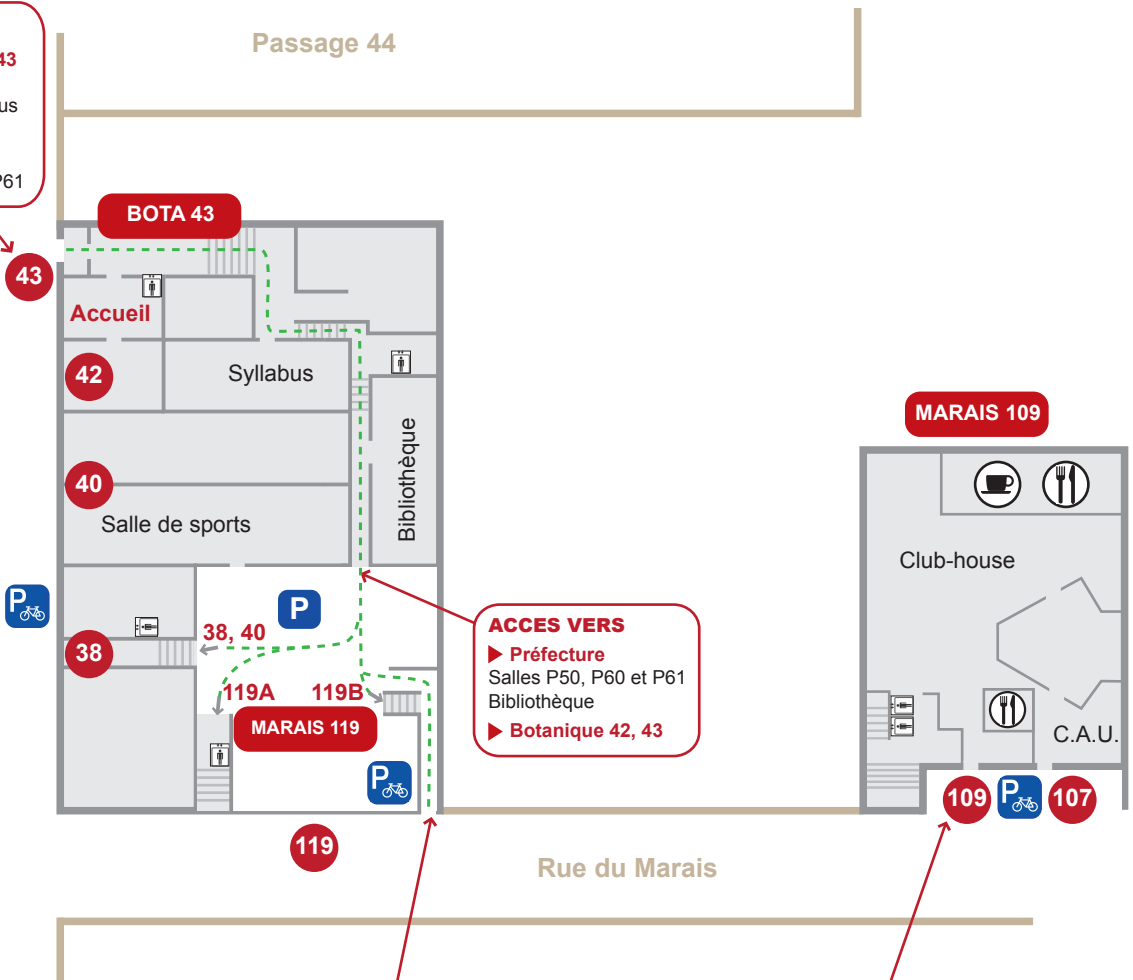 Passage 44
43
us
P61
BOTA 43
43
Accueil
42
Syllabus
Bibliothèque
40
Salle de sports
P
P
38, 40
38
119A
119B
MARAIS 119
P
119
ACCES VERS
Préfecture
Salles P50, P60 et P61
Bibliothèque
Botanique 42, 43
MARAIS 109
Club-house
C.A.U.
109
P
107
Rue du Marais